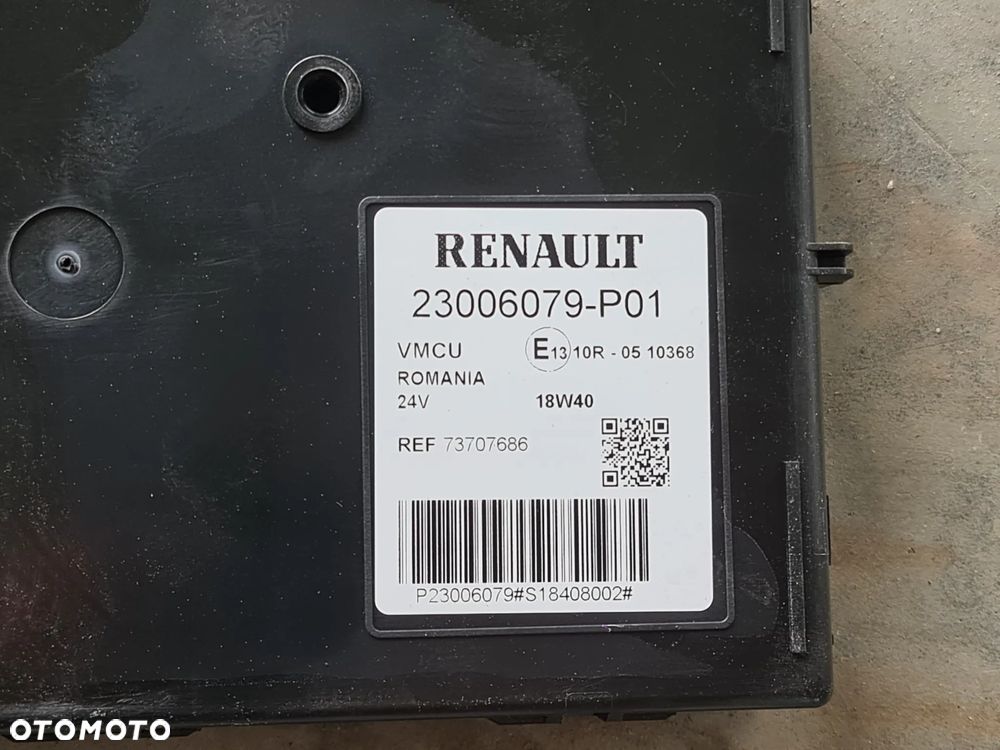 RENAULT
23006079-P01
VMCU E13 10R - 05 10368
ROMANIA
24V 18W40
REF 73707686
P23006079#S18408002#
OTOMOTO